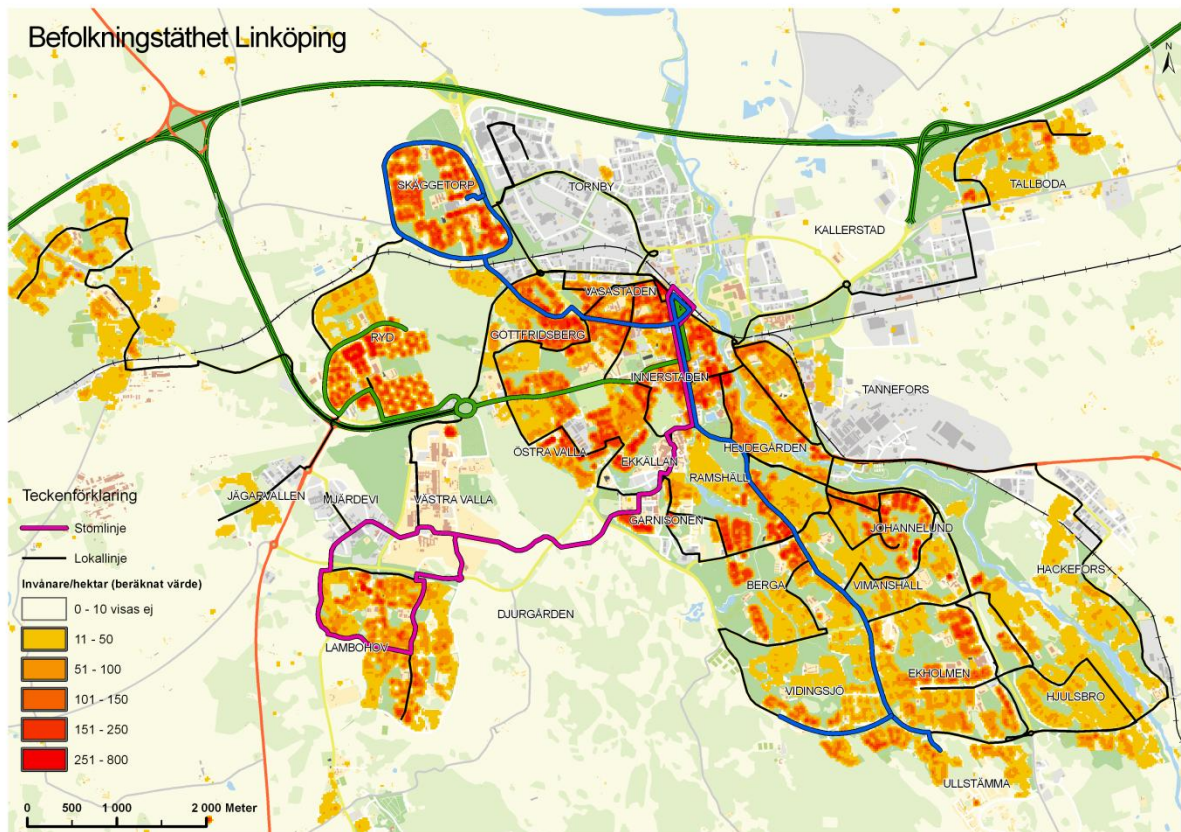 Befolkningstäthet Linköping
N
SKÄGGETORP
TORNBY
TALLBODA
KALLERSTAD
VASASTADEN
GOTTFRIDSBERG
RYD
INNERSTADEN
TANNEFORS
ÖSTRA VALLA
EKKÄLLAN
HEJDEGÅRDEN
RAMSHÄLL
JÄGARVALLEN
MJÄRDEVI
VÄSTRA VALLA
GARNISONEN
JOHANNELUND
HACKEFORS
BERGA
VIMANSHÄLL
DJURGÅRDEN
LAMBOHOV
VIDINGSJÖ
EKHOLMEN
HJULSBRO
ULLSTÄMMA
Teckenförklaring
Stomlinje
Lokallinje
Invånare/hektar (beräknat värde)
0 - 10 visas ej
11 - 50
51 - 100
101 - 150
151 - 250
251 - 800
0 500 1 000 2 000 Meter